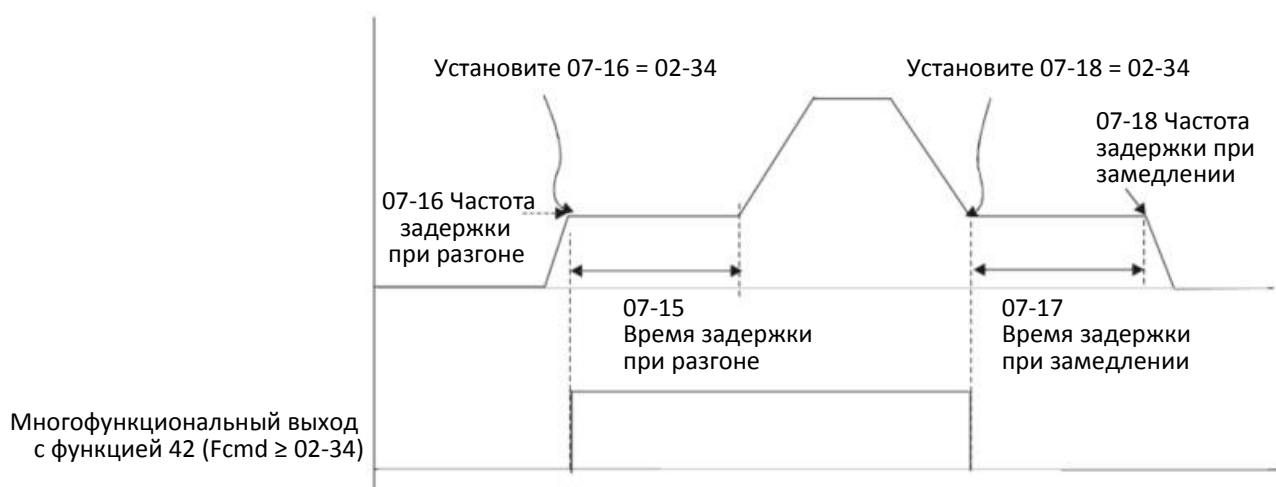 Установите 07-16 = 02-34
Установите 07-18 = 02-34
07-18 Частота
задержки при
замедлении
07-16 Частота
задержки
при разгоне
07-15
Время задержки
при разгоне
07-17
Время задержки
при замедлении
Многофункциональный выход
с функцией 42 (Fcmd ≥ 02-34)